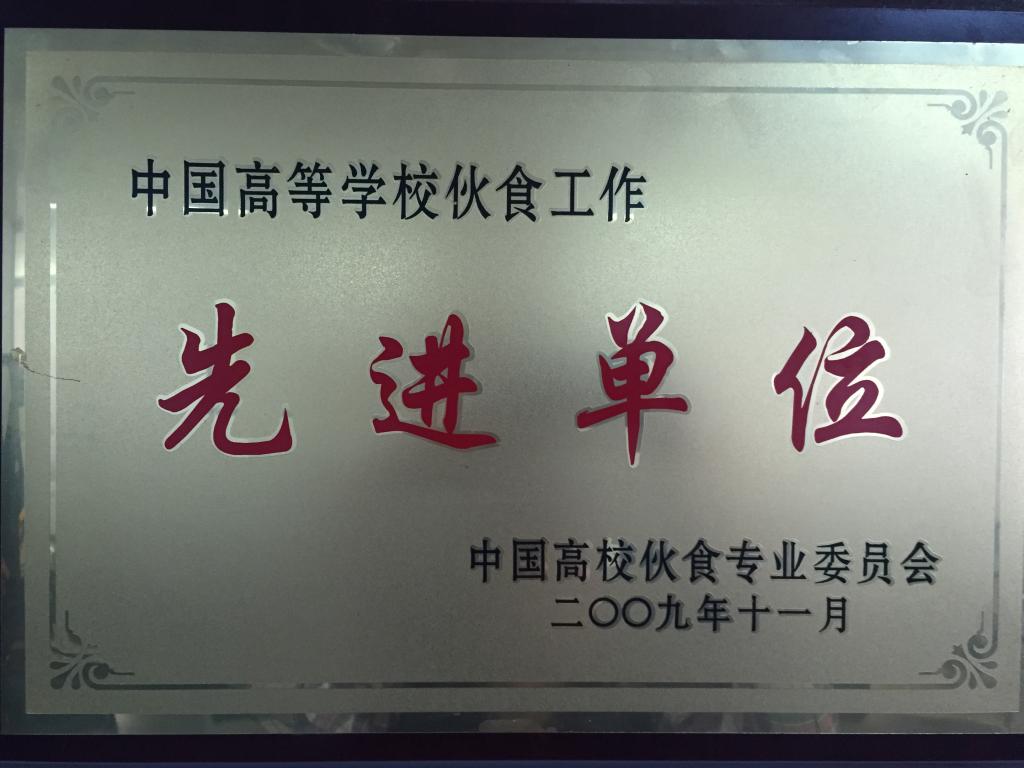 中国高等学校伙食工作
先进单位
中国高校伙食专业委员会
二〇〇九年十一月